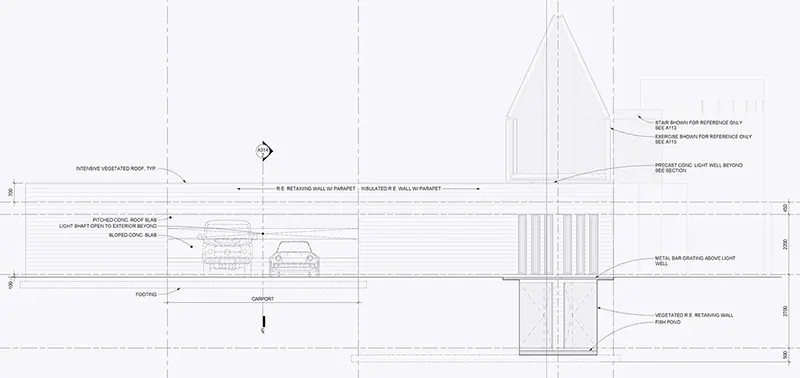 STAIR SHOWN FOR REFERENCE ONLY
SEE A113
EXERCISE SHOWN FOR REFERENCE ONLY
SEE A115
A314
2
INTENSIVE VEGETATED ROOF, TYP.
PRECAST CONC. LIGHT WELL BEYOND
SEE SECTION
R.E. RETAINING WALL W/ PARAPET
INSULATED R.E. WALL W/ PARAPET
700
450
PITCHED CONC. ROOF SLAB
LIGHT SHAFT OPEN TO EXTERIOR BEYOND
SLOPED CONC. SLAB
METAL BAR GRATING ABOVE LIGHT
WELL
100
FOOTING
CARPORT
2700
VEGETATED R.E. RETAINING WALL
FISH POND
500